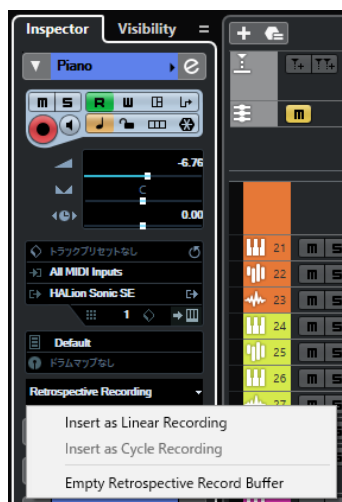 Inspector Visibility
Piano
m S R W
-6.76
C
0.00
トラックプリセットなし
All MIDI Inputs
HALion Sonic SE
1
Default
ドラムマップなし
Retrospective Recording
Insert as Linear Recording
Insert as Cycle Recording
Empty Retrospective Record Buffer
m
21 m S
22 m S
23 m S
24 m S
25 m S
26 m S
27